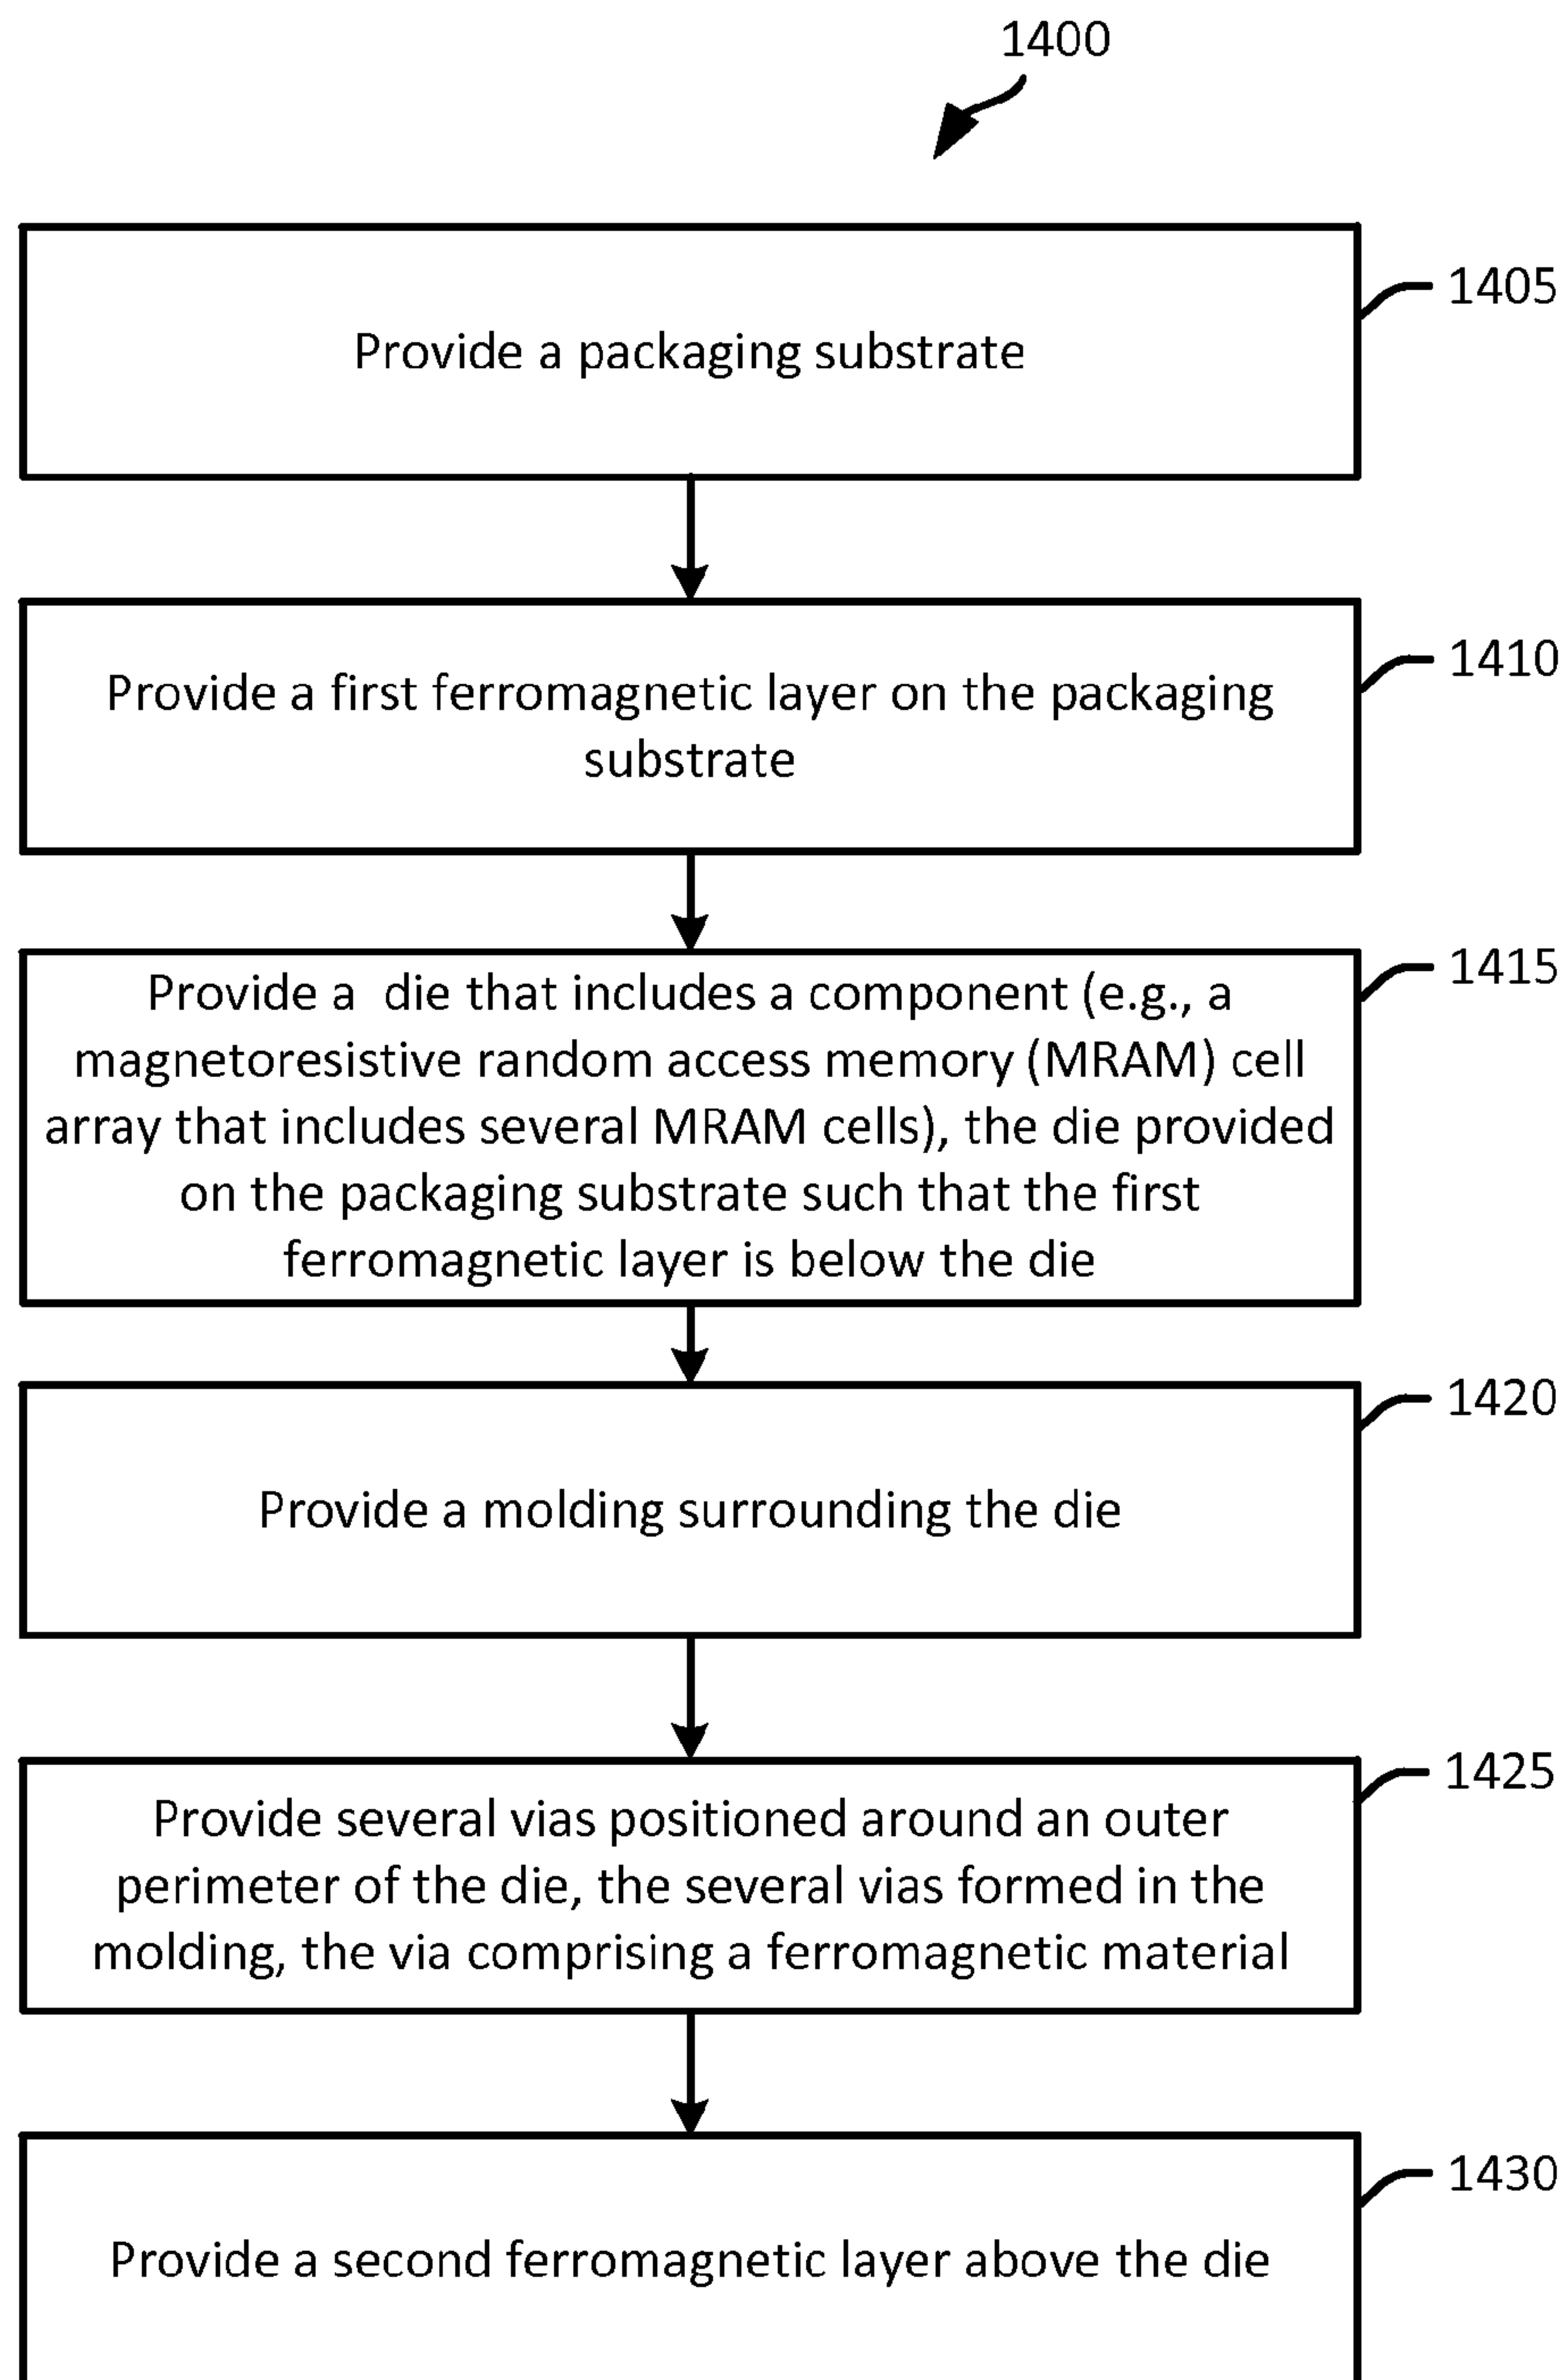 1400
Provide a packaging substrate
1405
Provide a first ferromagnetic layer on the packaging
substrate
1410
Provide a die that includes a component (e.g., a
magnetoresistive random access memory (MRAM) cell
array that includes several MRAM cells), the die provided
on the packaging substrate such that the first
ferromagnetic layer is below the die
1415
Provide a molding surrounding the die
1420
Provide several vias positioned around an outer
perimeter of the die, the several vias formed in the
molding, the via comprising a ferromagnetic material
1425
Provide a second ferromagnetic layer above the die
1430